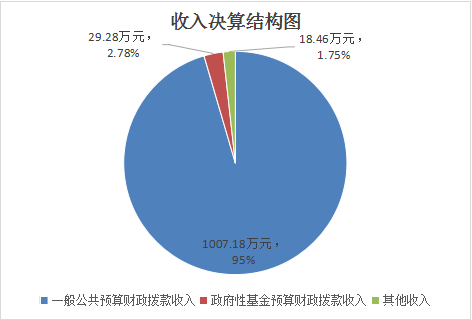 收入决算结构图
29.28万元，
2.78%
18.46万元，
1.75%
1007.18万元，
95%
一般公共预算财政拨款收入 政府性基金预算财政拨款收入 其他收入